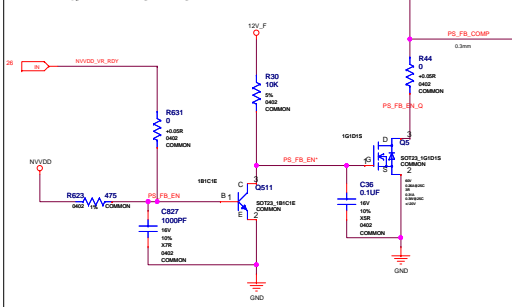 12V_F
PS_FB_COMP
0.3mm
26
IN
NVVDD_VR_RDY
R44
0
+0.05R
0402
COMMON
R30
10K
5%
0402
COMMON
PS_FB_EN_Q
R631
0
+0.05R
0402
COMMON
1G1D1S
D
3
Q5
G
1
S
2
SOT23_1G1D1S
COMMON
PS_FB_EN*
NVVDD
R623
475
0402
1%
COMMON
PS_FB_EN
1B1C1E
C
3
B
1
Q511
E
2
SOT23_1B1C1E
COMMON
C36
0.1UF
16V
10%
X5R
0402
COMMON
C827
1000PF
16V
10%
X7R
0402
COMMON
GND
GND